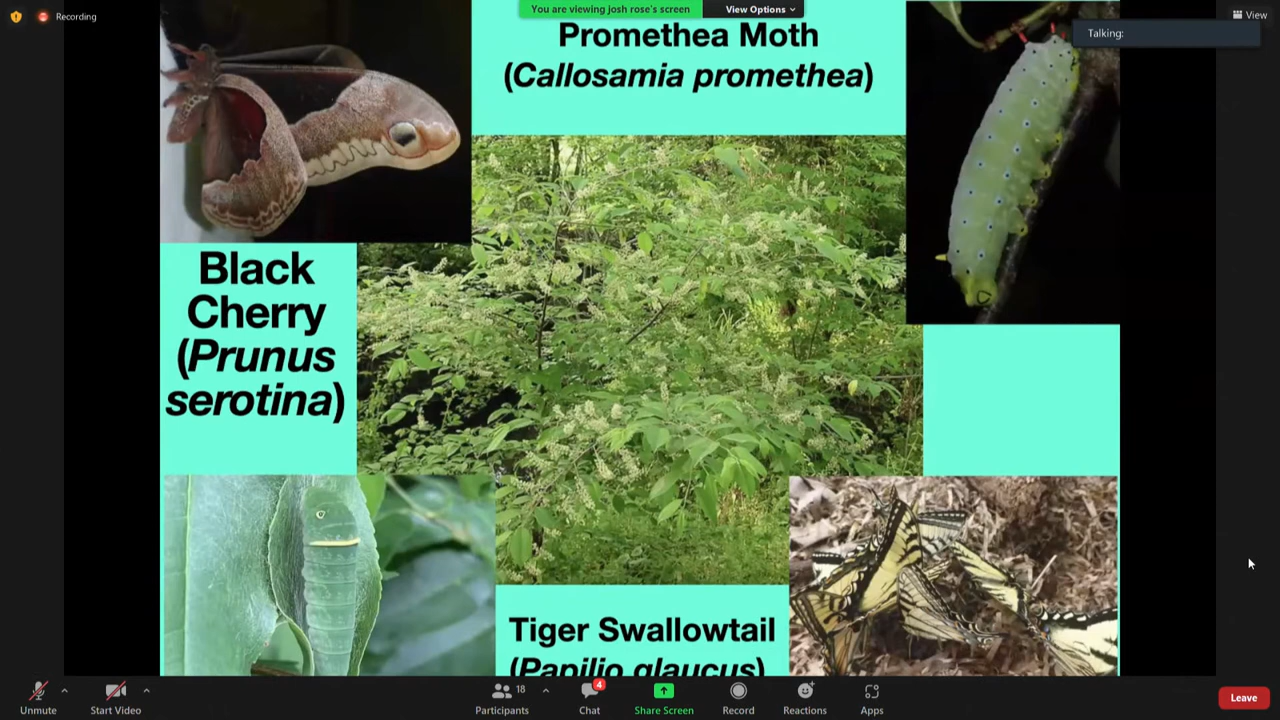 Recording
You are viewing josh rose's screen
View Options
View
Talking:
Promethea Moth
(Callosamia promethea)
Black
Cherry
(Prunus
serotina)
Tiger Swallowtail
(Papilio glaucus)
Unmute
Start Video
18
Participants
4
Chat
Share Screen
Record
Reactions
Apps
Leave